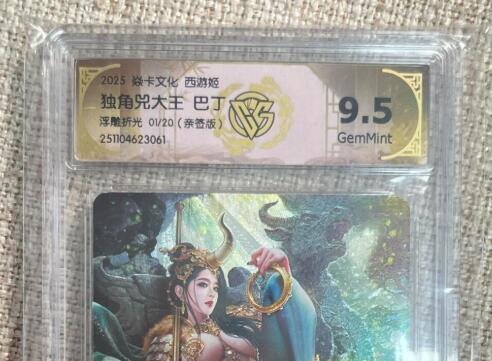 2025 焱卡文化 西游姬
独角兕大王 巴丁
浮雕折光 01/20（亲签版）
251104623061
9.5
GemMint